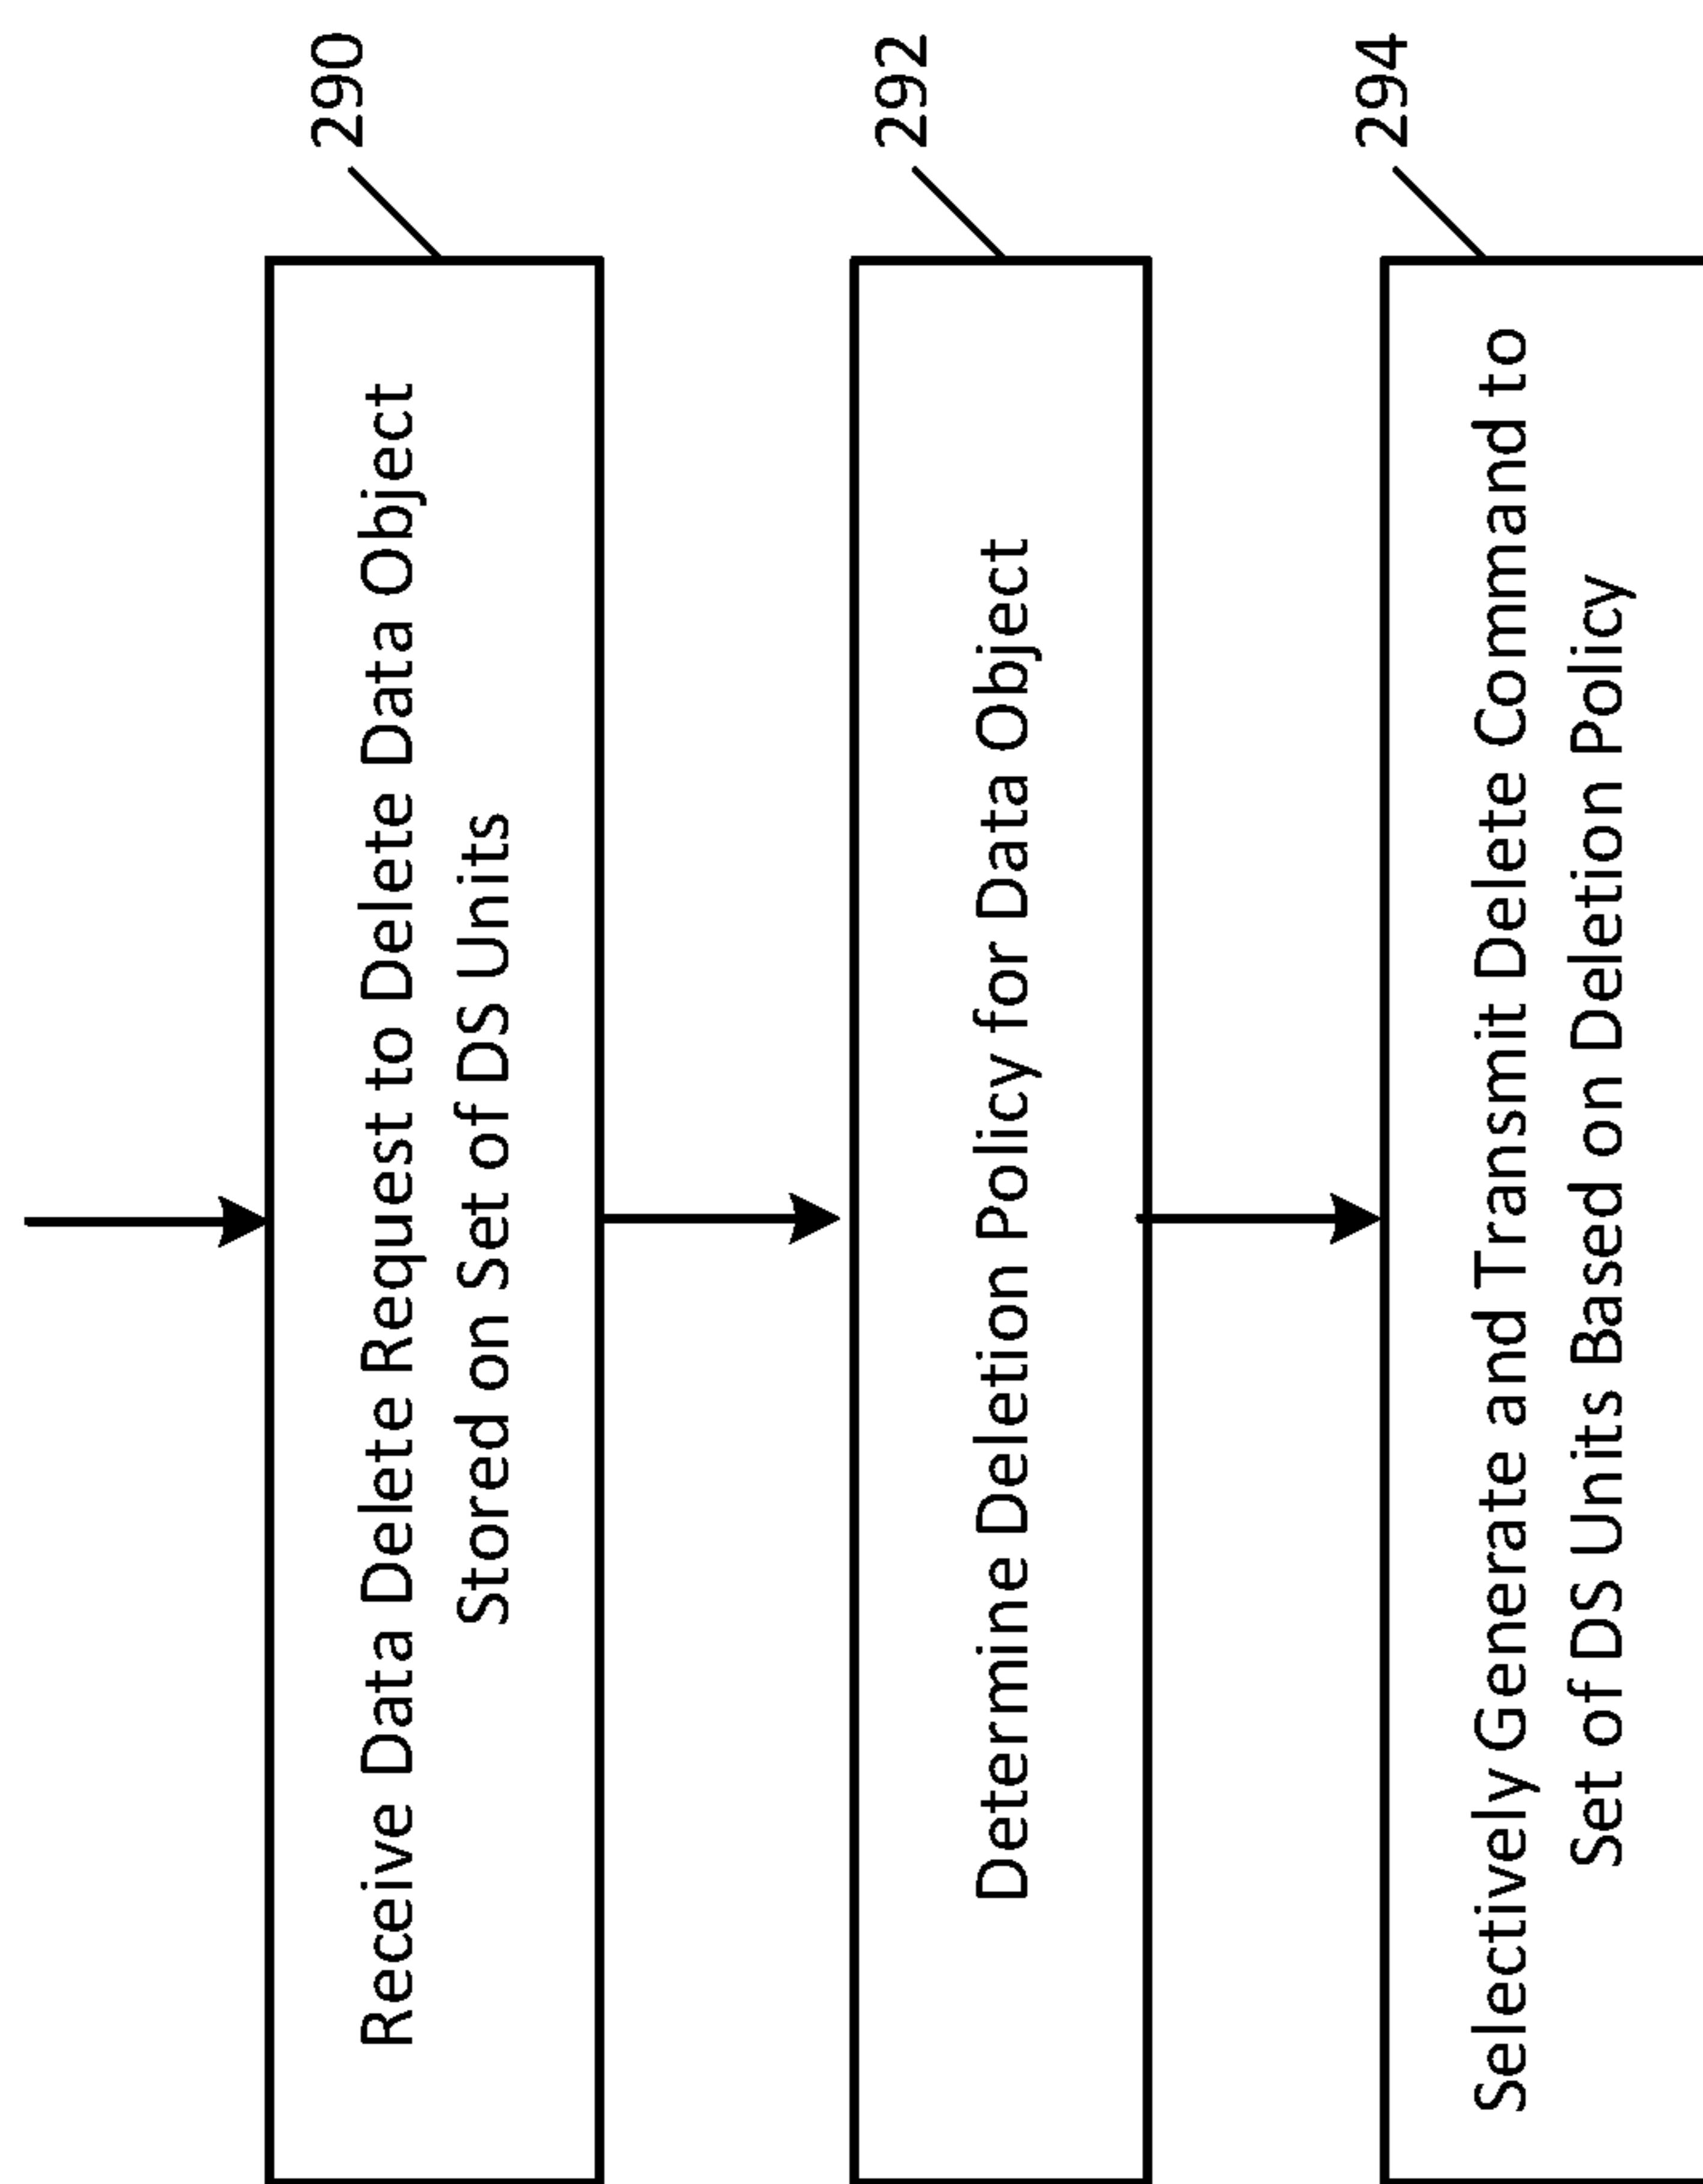 290
Receive Data Delete Request to Delete Data Object
Stored on Set of DS Units
292
Determine Deletion Policy for Data Object
294
Selectively Generate and Transmit Delete Command to
Set of DS Units Based on Deletion Policy